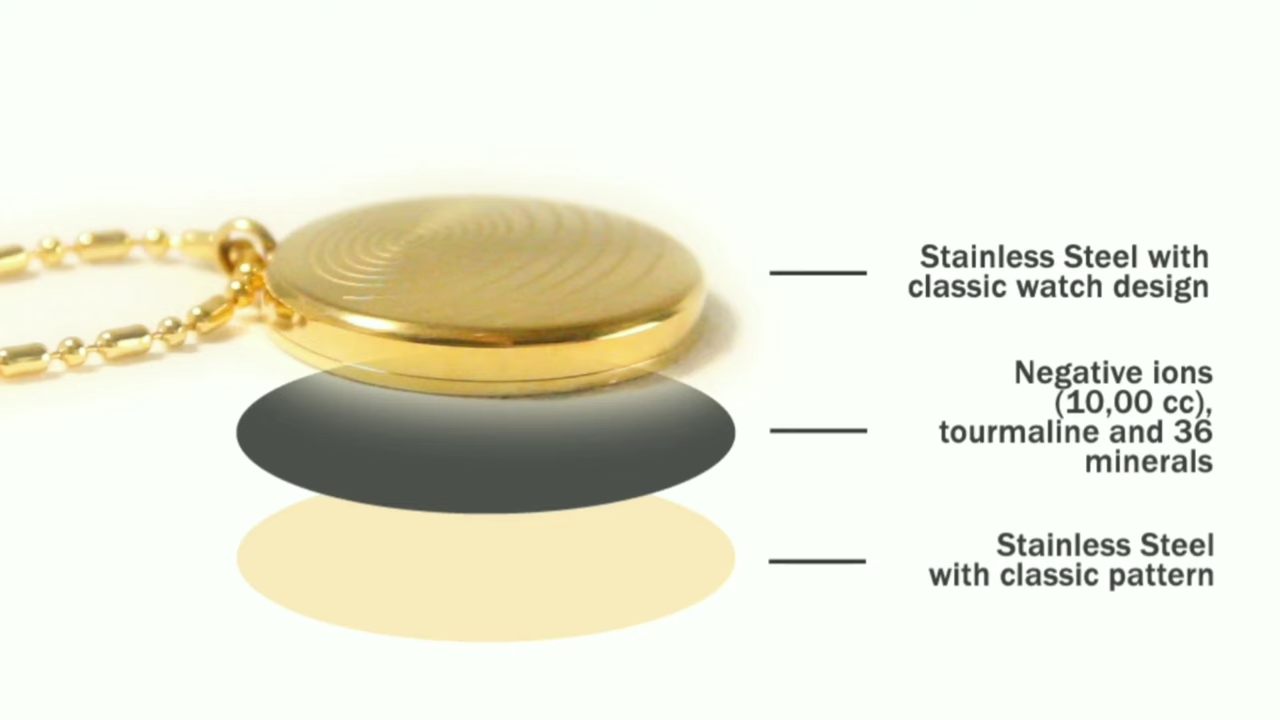 Stainless Steel with
classic watch design
Negative ions
(10,00 cc),
tourmaline and 36
minerals
Stainless Steel
with classic pattern